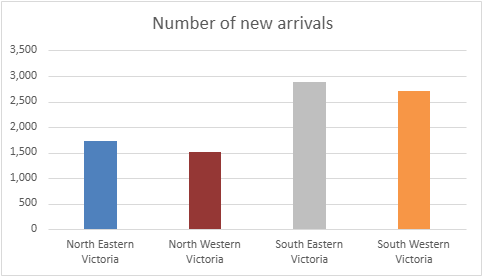 Number of new arrivals
3,500
3,000
2,500
2,000
1,500
1,000
500
0
North Eastern
Victoria
North Western
Victoria
South Eastern
Victoria
South Western
Victoria